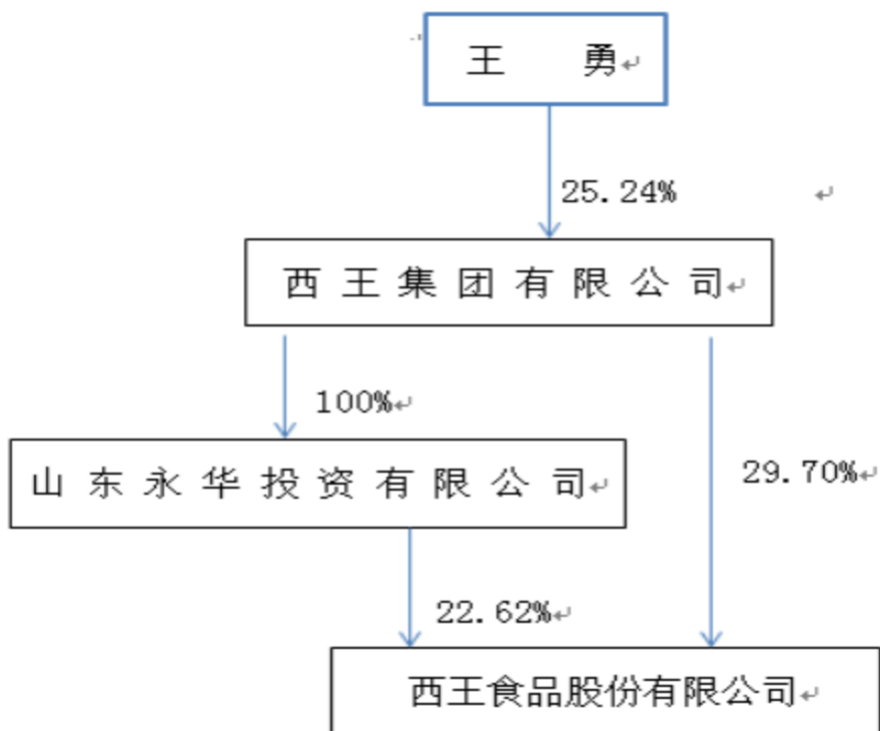 王 勇
25.24%
西王集团有限公司
100%
山东永华投资有限公司
29.70%
22.62%
西王食品股份有限公司